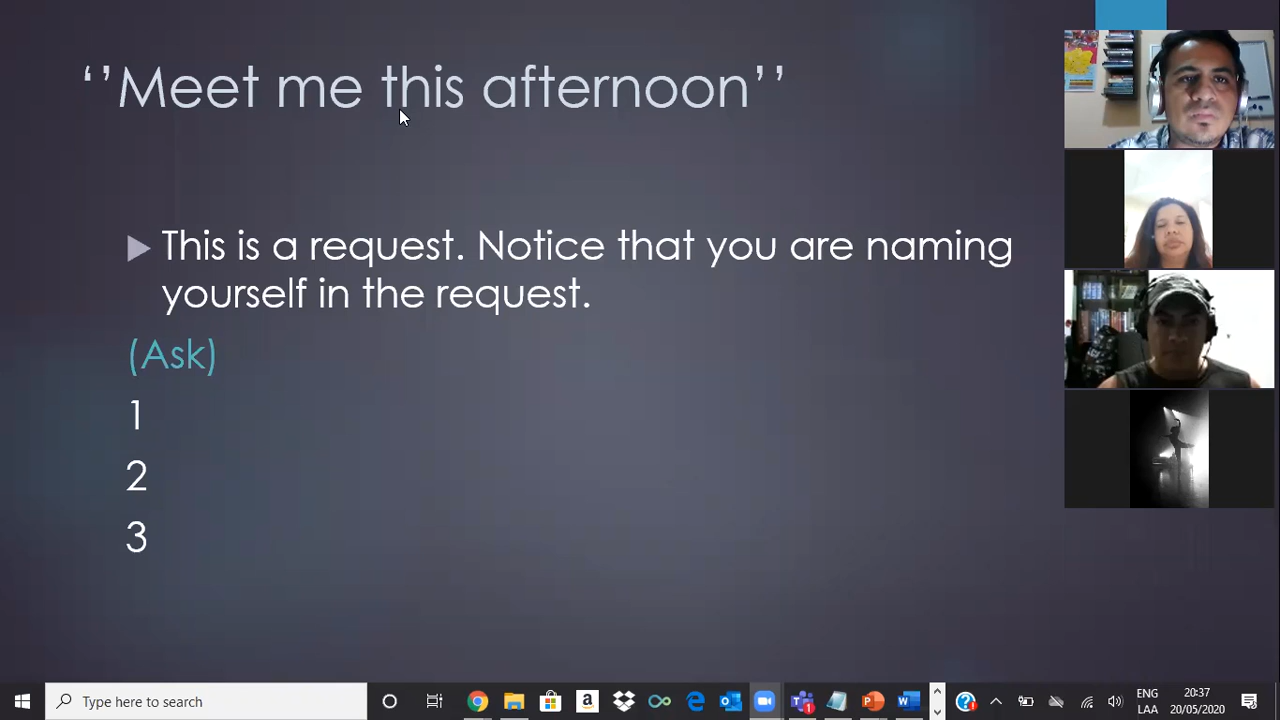 ‘’Meet me this afternoon’’
This is a request. Notice that you are naming
yourself in the request.
(Ask)
1
2
3
Type here to search
ENG
LAA
20:37
20/05/2020